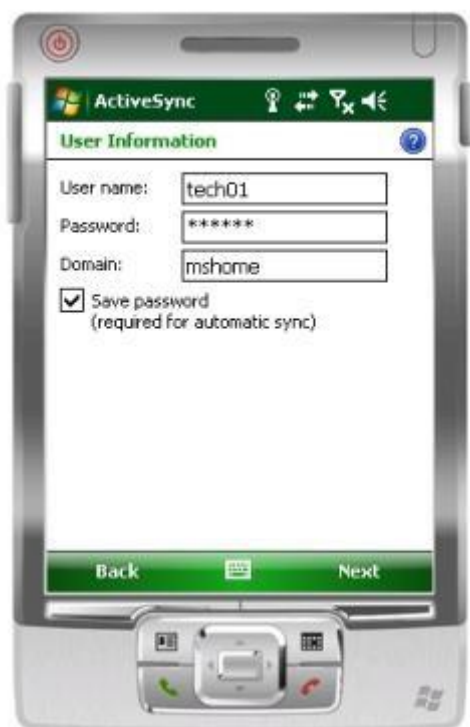 ActiveSync
User Information
User name: tech01
Password: ******
Domain: mshome
Save password
(required for automatic sync)
Back Next